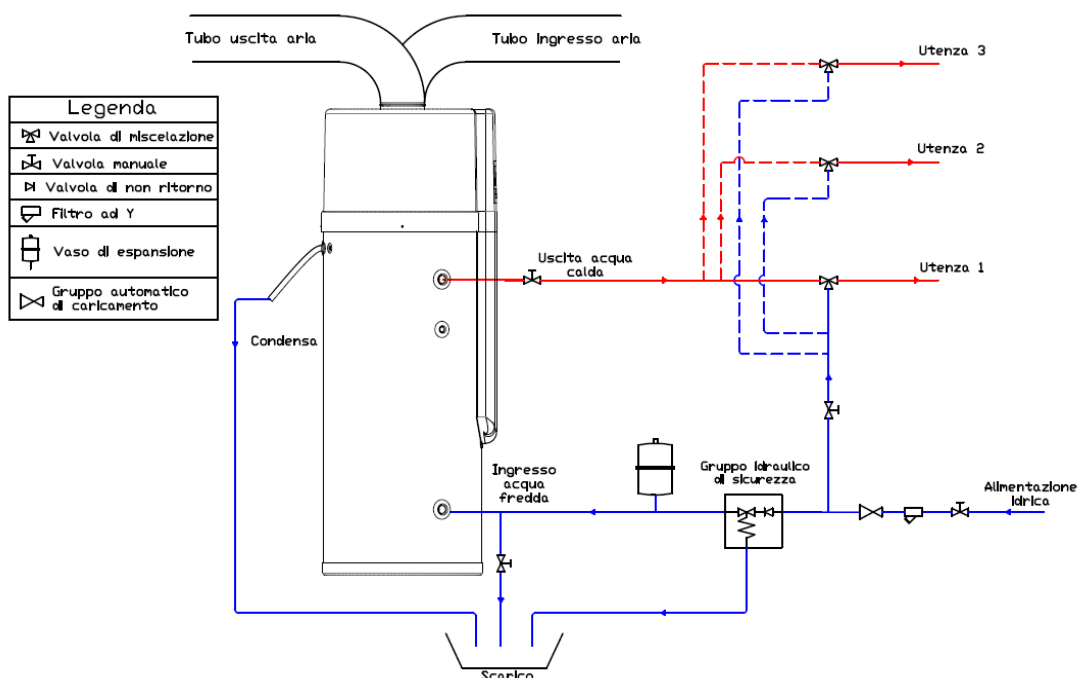 Tubo uscita aria
Tubo ingresso aria
Legenda
Valvola di miscelazione
Valvola manuale
Valvola di non ritorno
Filtro ad Y
Vaso di espansione
Gruppo automatico
di caricamento
Utenza 3
Utenza 2
Uscita acqua
calda
Utenza 1
Condensa
Ingresso
acqua
fredda
Gruppo idraulico
di sicurezza
Alimentazione
idrica
Scarico